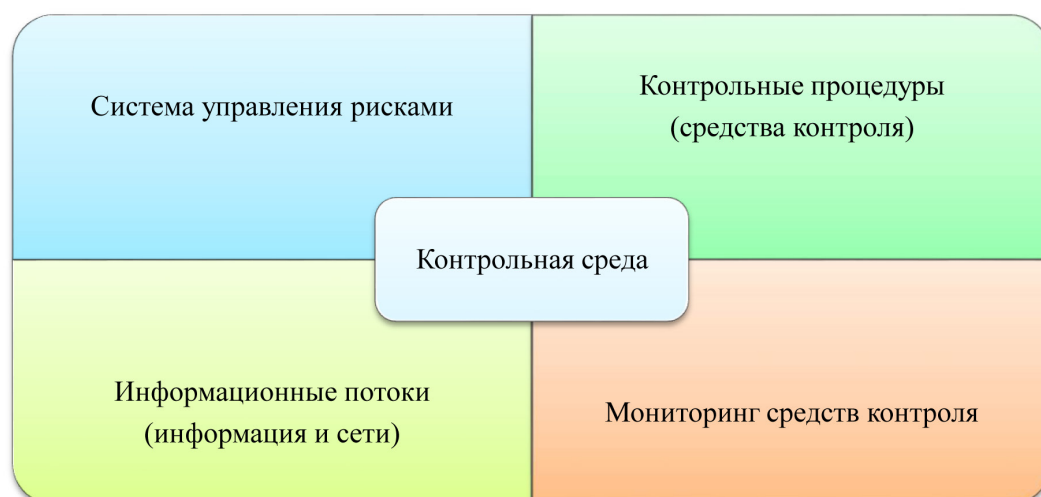 Система управления рисками
Контрольные процедуры
(средства контроля)
Контрольная среда
Информационные потоки
(информация и сети)
Мониторинг средств контроля